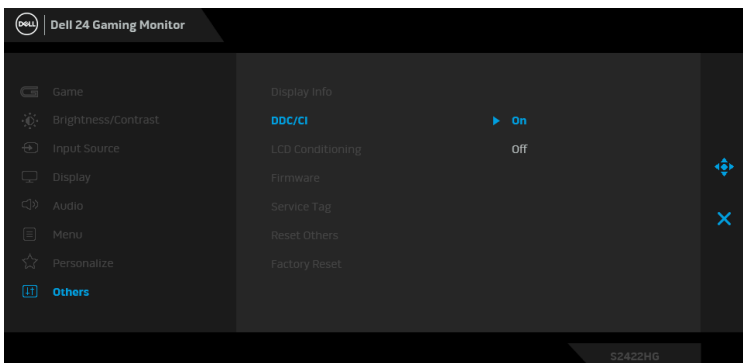 DELL Dell 24 Gaming Monitor
Game
Display Info
Brightness/Contrast
DDC/CI On
Input Source
LCD Conditioning Off
Display
Firmware
Audio
Service Tag
Menu
Reset Others
Personalize
Factory Reset
Others
S2422HG